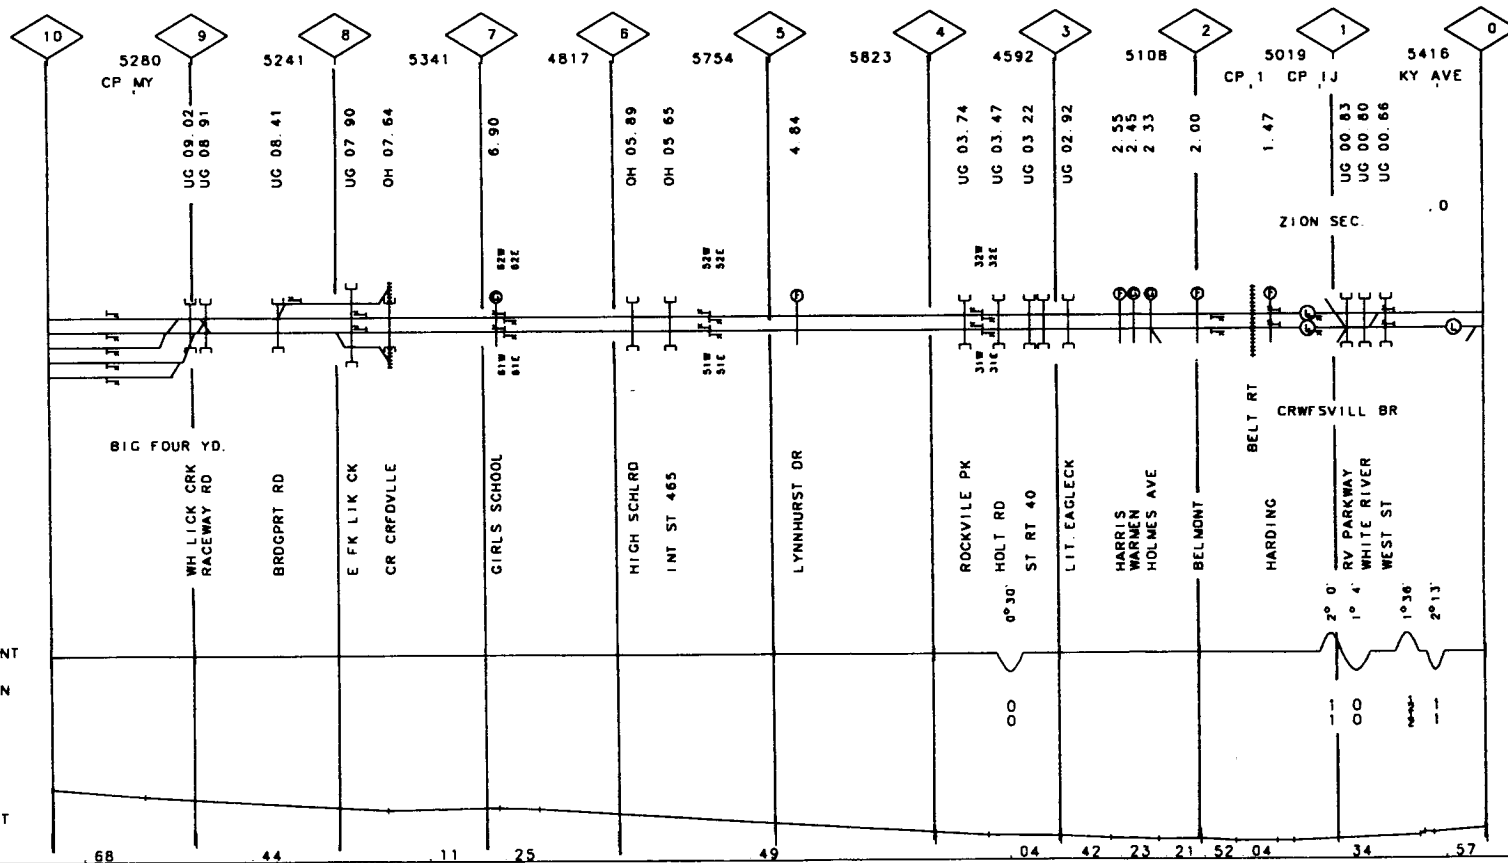 10 9 8 7 6 5 4 3 2 1 0
5280 5241 5341 4817 5754 5823 4592 5108 5019 5416
CP MY CP 1 CP IJ KY AVE
UG 09.02
UG 08 91
UG 08.41
UG 07 90
OH 07.64
6.90
OH 05.89
OH 05 65
4.84
UG 03.74
UG 03.47
UG 03 22
UG 02.92
2.55
2.45
2 33
2.00
1.47
UG 00.83
UG 00.80
UG 00.66
.0
ZION SEC.
62W
62E
52W
52E
32W
32E
61W
61E
51W
51E
31W
31E
BIG FOUR YD.
CRWFSVILL BR
WH LICK CRK
RACEWAY RD
BRDGPRT RD
E FK LIK CK
CR CRFDVLLE
GIRLS SCHOOL
HIGH SCHLRD
INT ST 465
LYNNHURST DR
ROCKVILE PK
HOLT RD
ST RT 40
LIT. EAGLECK
HARRIS
WARMEN
HOLMES AVE
BELMONT
BELT RT
HARDING
RV PARKWAY
WHITE RIVER
WEST ST
0°30'
2° 0'
1° 4'
1°36'
2°13'
NT
N
0 1 0 1
0 1 0 1
T
.68 .44 .11 .25 .49 .04 .42 .23 .21 .52 .04 .34 .57